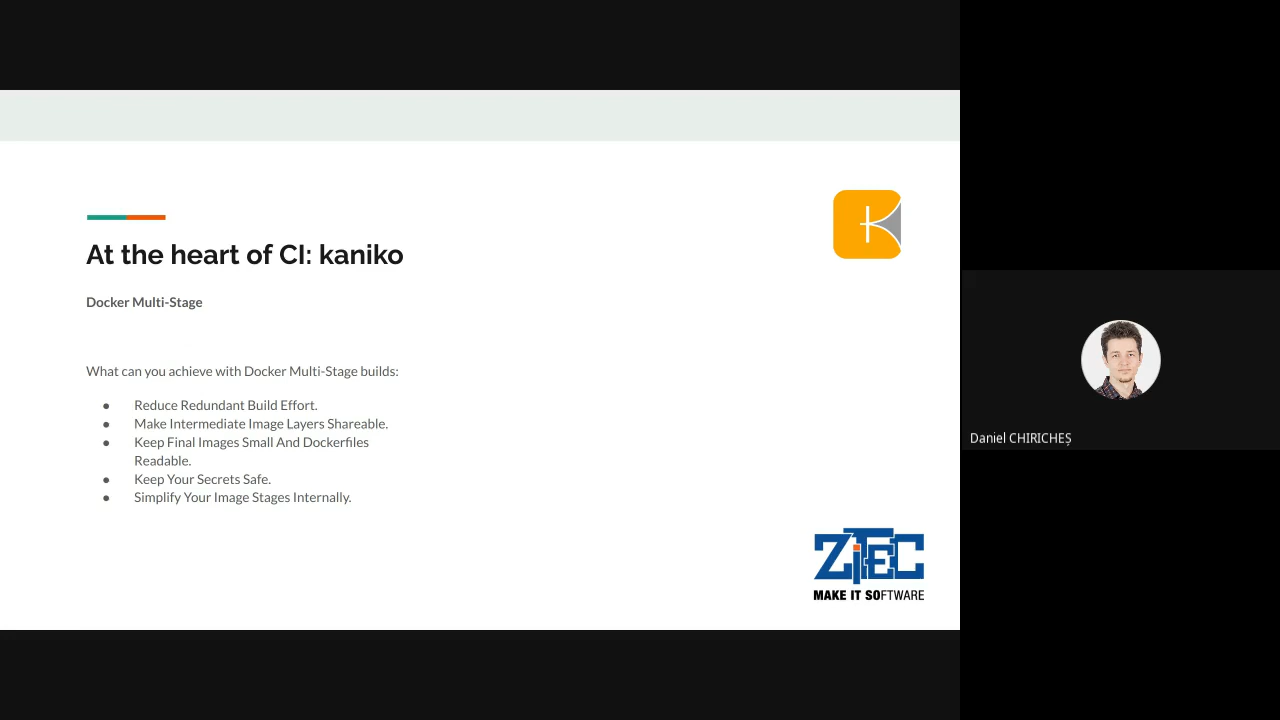 At the heart of CI: kaniko
Docker Multi-Stage
What can you achieve with Docker Multi-Stage builds:
● Reduce Redundant Build Effort.
● Make Intermediate Image Layers Shareable.
● Keep Final Images Small And Dockerfiles
Readable.
● Keep Your Secrets Safe.
● Simplify Your Image Stages Internally.
ZiTEC
MAKE IT SOFTWARE
Daniel CHIRICHEȘ